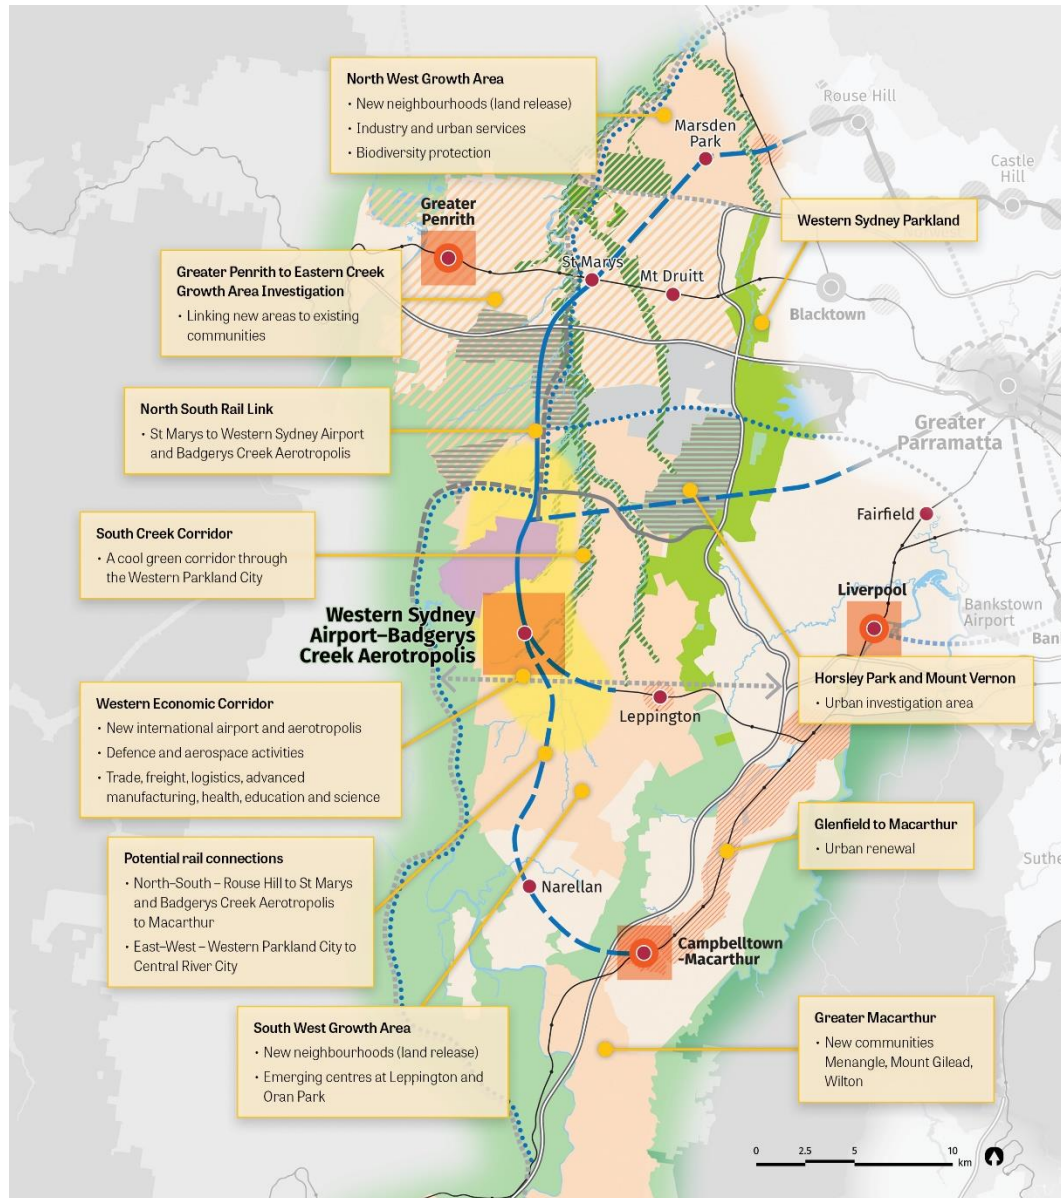 North West Growth Area
• New neighbourhoods (land release)
• Industry and urban services
• Biodiversity protection
Rouse Hill
Marsden
Park
Castle
Hill
Greater
Penrith
Western Sydney Parkland
St Marys
Mt Druitt
Greater Penrith to Eastern Creek
Growth Area Investigation
• Linking new areas to existing
communities
Blacktown
North South Rail Link
• St Marys to Western Sydney Airport
and Badgerys Creek Aerotropolis
Greater
Parramatta
South Creek Corridor
• A cool green corridor through
the Western Parkland City
Fairfield
Liverpool
Bankstown
Airport
Ban
Western Sydney
Airport–Badgerys
Creek Aerotropolis
Horsley Park and Mount Vernon
• Urban investigation area
Leppington
Western Economic Corridor
• New international airport and aerotropolis
• Defence and aerospace activities
• Trade, freight, logistics, advanced
manufacturing, health, education and science
Glenfield to Macarthur
• Urban renewal
Suthe
Potential rail connections
• North–South – Rouse Hill to St Marys
and Badgerys Creek Aerotropolis
to Macarthur
• East–West – Western Parkland City to
Central River City
Narellan
Campbelltown
-Macarthur
South West Growth Area
• New neighbourhoods (land release)
• Emerging centres at Leppington and
Oran Park
Greater Macarthur
• New communities
Menangle, Mount Gilead,
Wilton
0 2.5 5 10
km